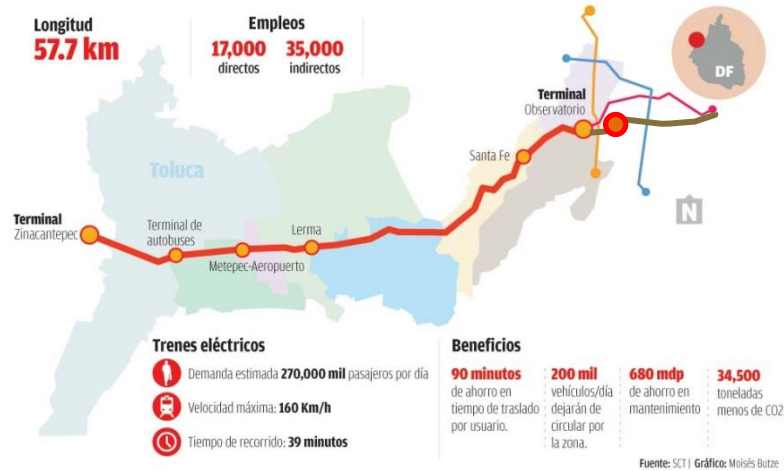 Longitud
57.7 km
Empleos
17,000
directos
35,000
indirectos
DF
Terminal
Observatorio
Santa Fe
N
Toluca
Terminal
Zinacantepec
Terminal de
autobuses
Lerma
Metepec-Aeropuerto
Trenes eléctricos
Demanda estimada 270,000 mil pasajeros por día
Velocidad máxima: 160 Km/h
Tiempo de recorrido: 39 minutos
Beneficios
90 minutos
de ahorro en
tiempo de traslado
por usuario.
200 mil
vehículos/día
dejarán de
circular por
la zona.
680 mdp
de ahorro en
mantenimiento
34,500
toneladas
menos de CO2
Fuente: SCT | Gráfico: Moisés Butze